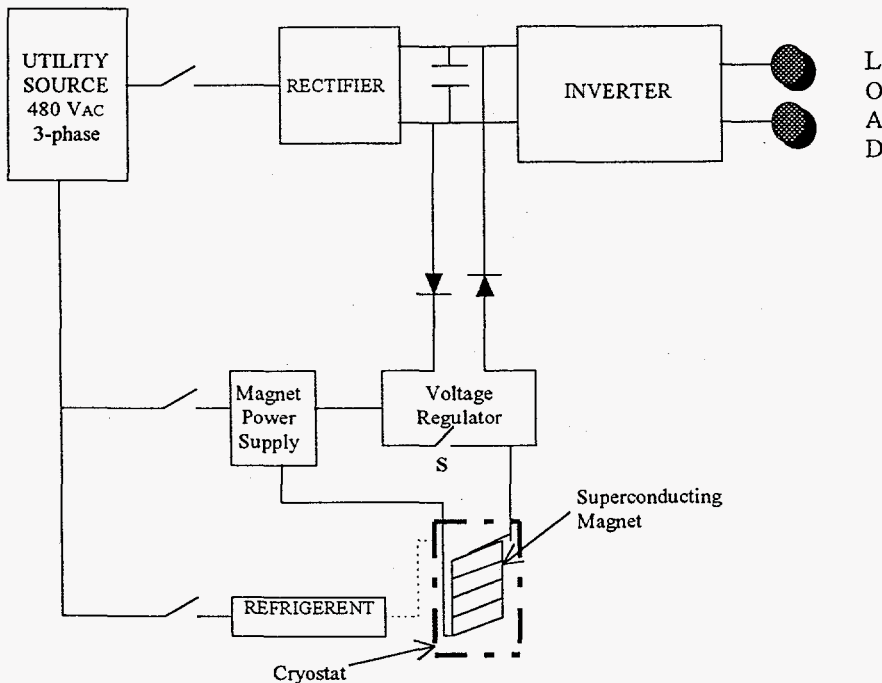 UTILITY
SOURCE
480 VAC
3-phase
RECTIFIER
INVERTER
L
O
A
D
Magnet
Power
Supply
Voltage
Regulator
S
Superconducting
Magnet
REFRIGERENT
Cryostat